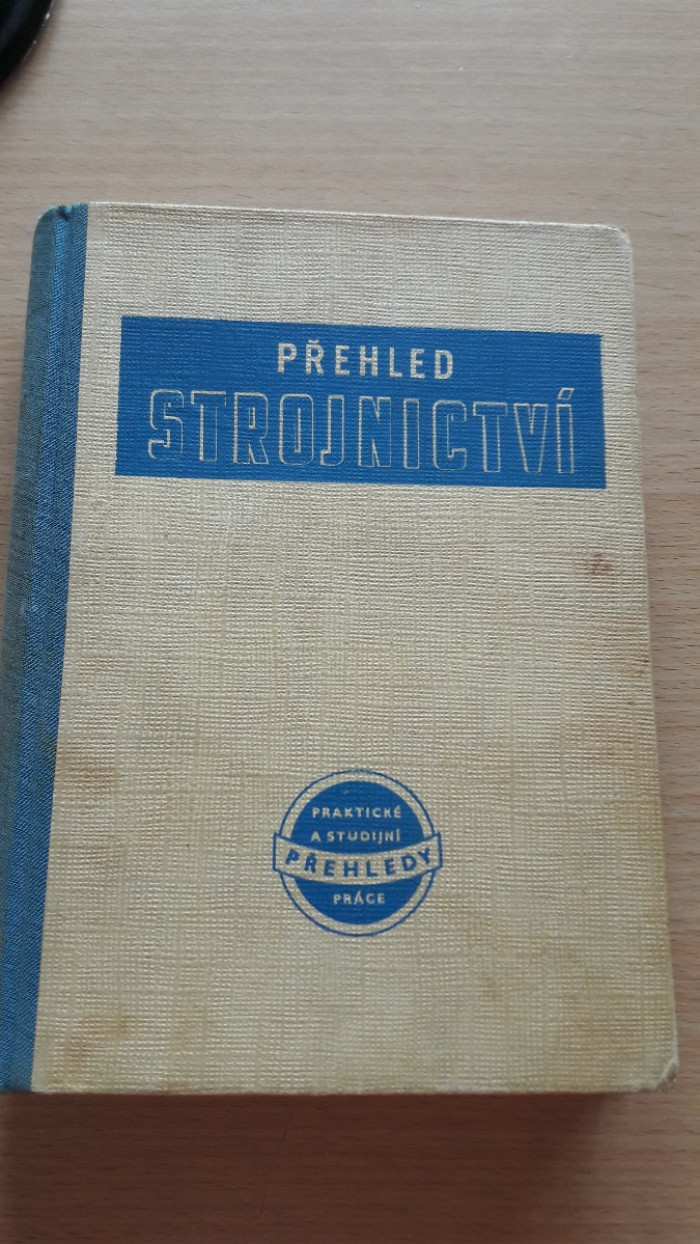 PŘEHLED
STROJNICTVÍ
PRAKTICKÉ
A STUDIJNÍ
PŘEHLEDY
PRÁCE